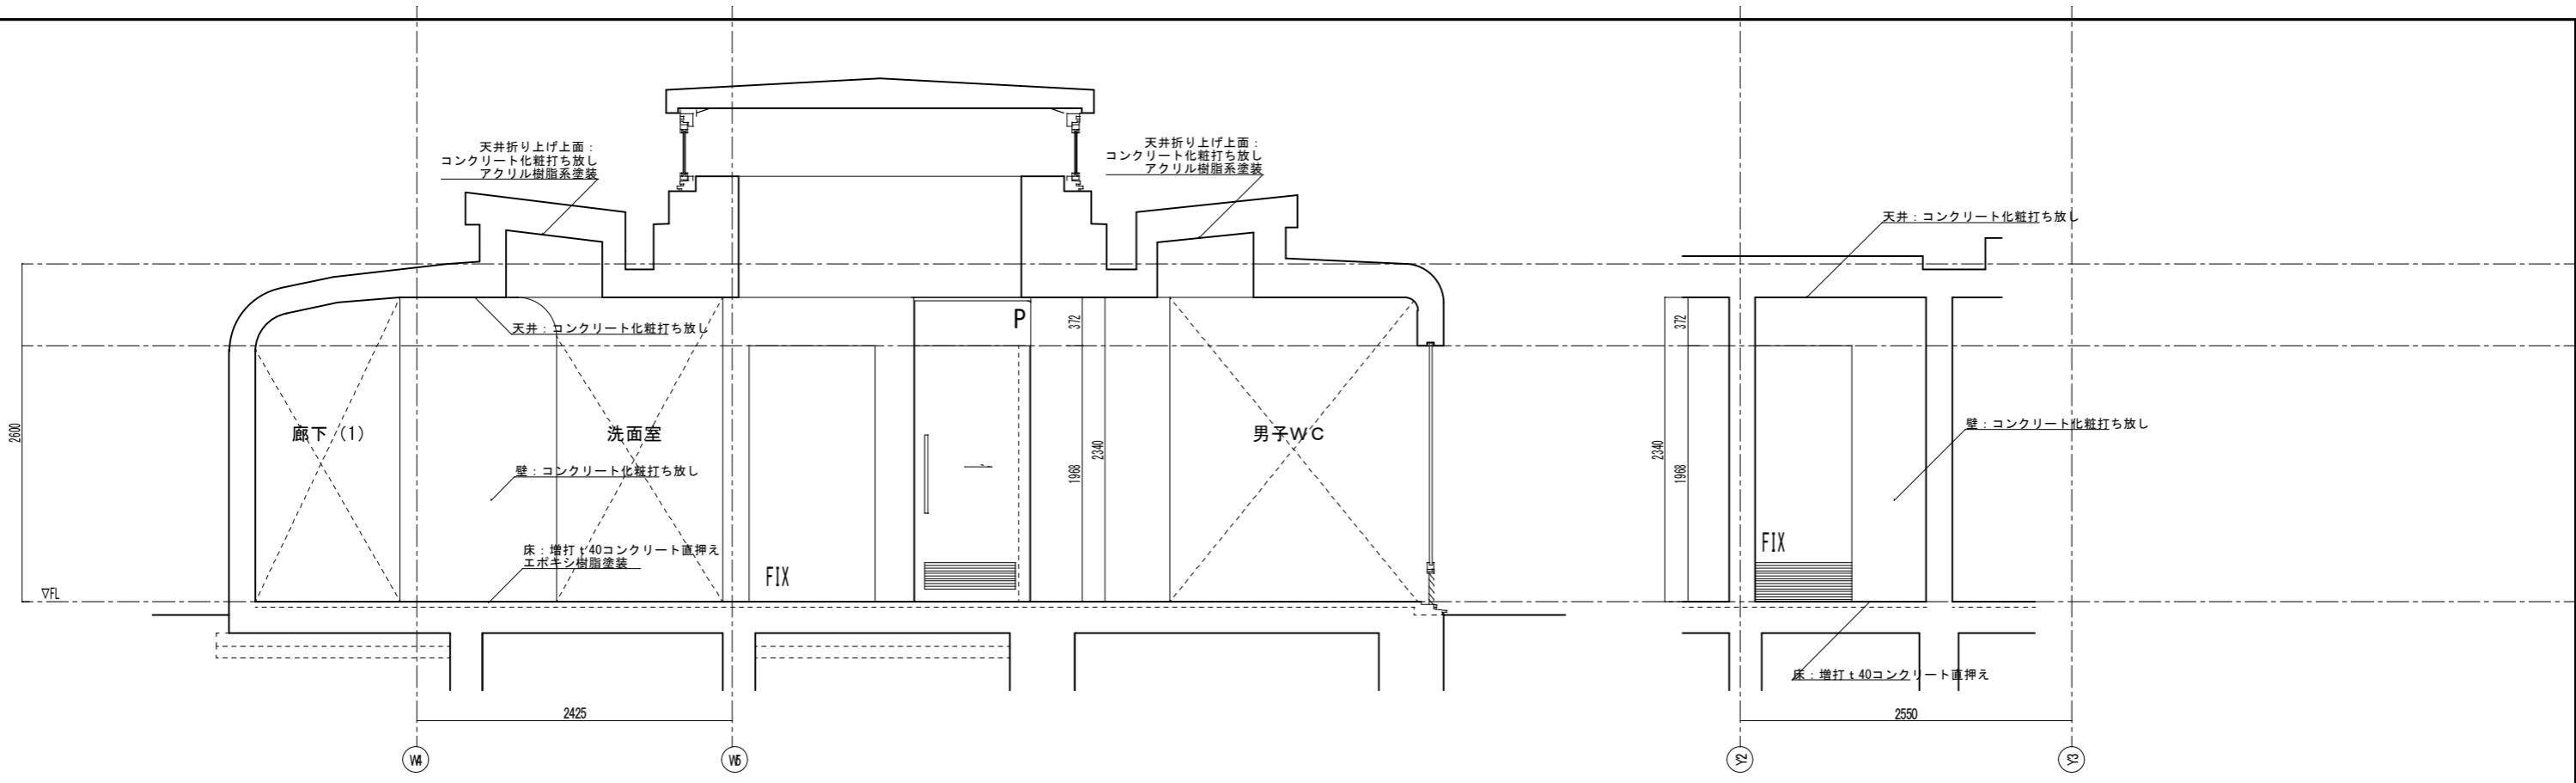 天井折り上げ上面：
コンクリート化粧打ち放し
アクリル樹脂系塗装
天井折り上げ上面：
コンクリート化粧打ち放し
アクリル樹脂系塗装
天井：コンクリート化粧打ち放し
天井：コンクリート化粧打ち放し
P
372
372
2600
廊下（1）
洗面室
男子WC
2340
1968
2340
1968
壁：コンクリート化粧打ち放し
壁：コンクリート化粧打ち放し
床：増打ｔ40コンクリート直押え
エポキシ樹脂塗装
FIX
FIX
▽FL
床：増打ｔ40コンクリート直押え
2425
2550
W4
W5
Y2
Y3